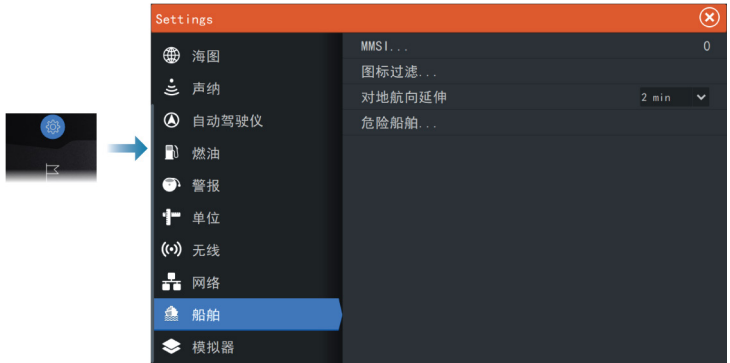 Settings
海图
声纳
自动驾驶仪
燃油
警报
单位
无线
网络
船舶
模拟器
MMSI... 0
图标过滤...
对地航向延伸 2 min
危险船舶...